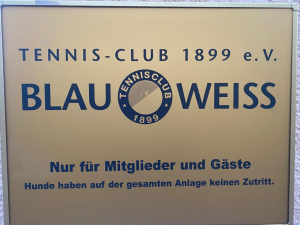 TENNIS-CLUB 1899 e.V.
BLAU WEISS
TENNISCLUB
1899
Nur für Mitglieder und Gäste
Hunde haben auf der gesamten Anlage keinen Zutritt.